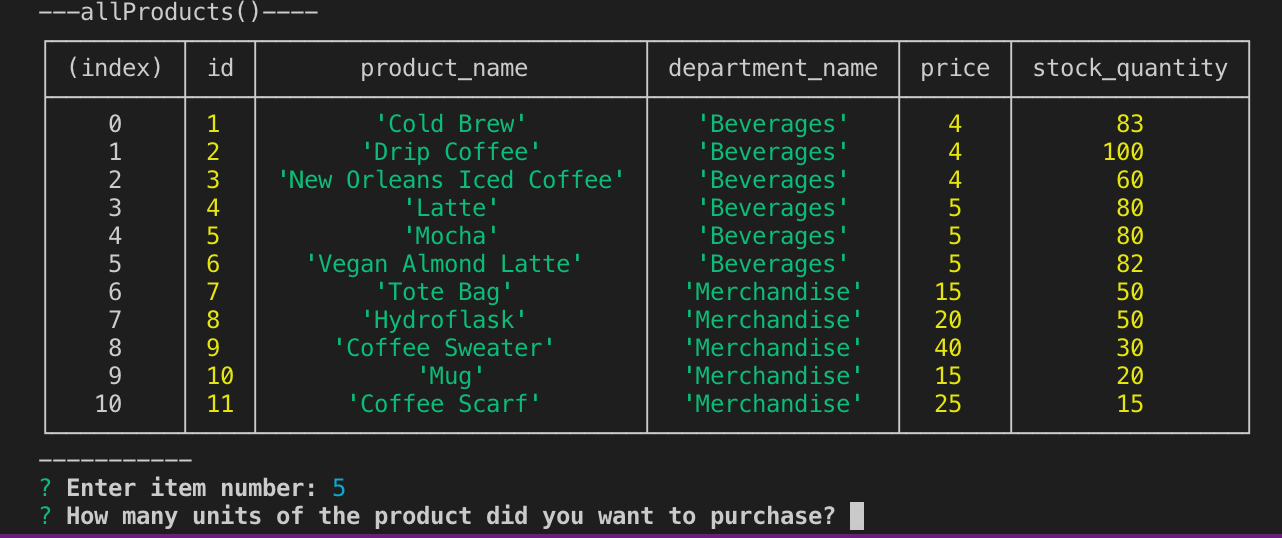 ---allProducts()----
(index) id product_name department_name price stock_quantity
0 1 'Cold Brew' 'Beverages' 4 83
1 2 'Drip Coffee' 'Beverages' 4 100
2 3 'New Orleans Iced Coffee' 'Beverages' 4 60
3 4 'Latte' 'Beverages' 5 80
4 5 'Mocha' 'Beverages' 5 80
5 6 'Vegan Almond Latte' 'Beverages' 5 82
6 7 'Tote Bag' 'Merchandise' 15 50
7 8 'Hydroflask' 'Merchandise' 20 50
8 9 'Coffee Sweater' 'Merchandise' 40 30
9 10 'Mug' 'Merchandise' 15 20
10 11 'Coffee Scarf' 'Merchandise' 25 15
-----------
? Enter item number: 5
? How many units of the product did you want to purchase?